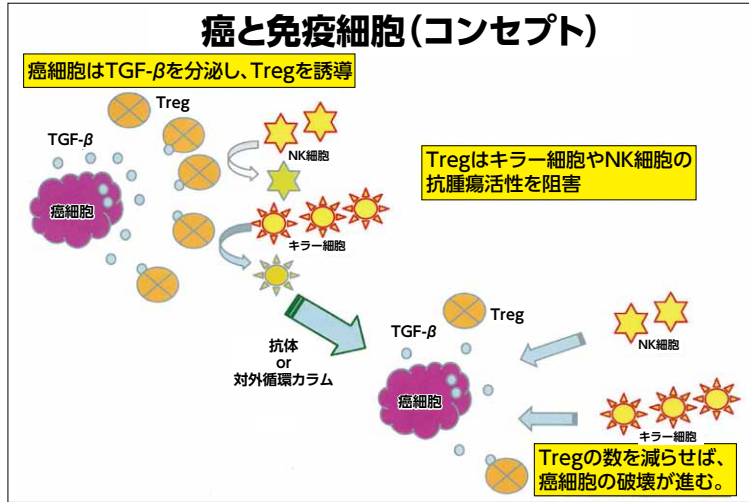 癌と免疫細胞（コンセプト）
癌細胞はTGF-βを分泌し、Tregを誘導
Treg
TGF-β
NK細胞
癌細胞
キラー細胞
Tregはキラー細胞やNK細胞の
抗腫瘍活性を阻害
抗体
or
対外循環カラム
Treg
TGF-β
NK細胞
癌細胞
キラー細胞
Tregの数を減らせば、
癌細胞の破壊が進む。